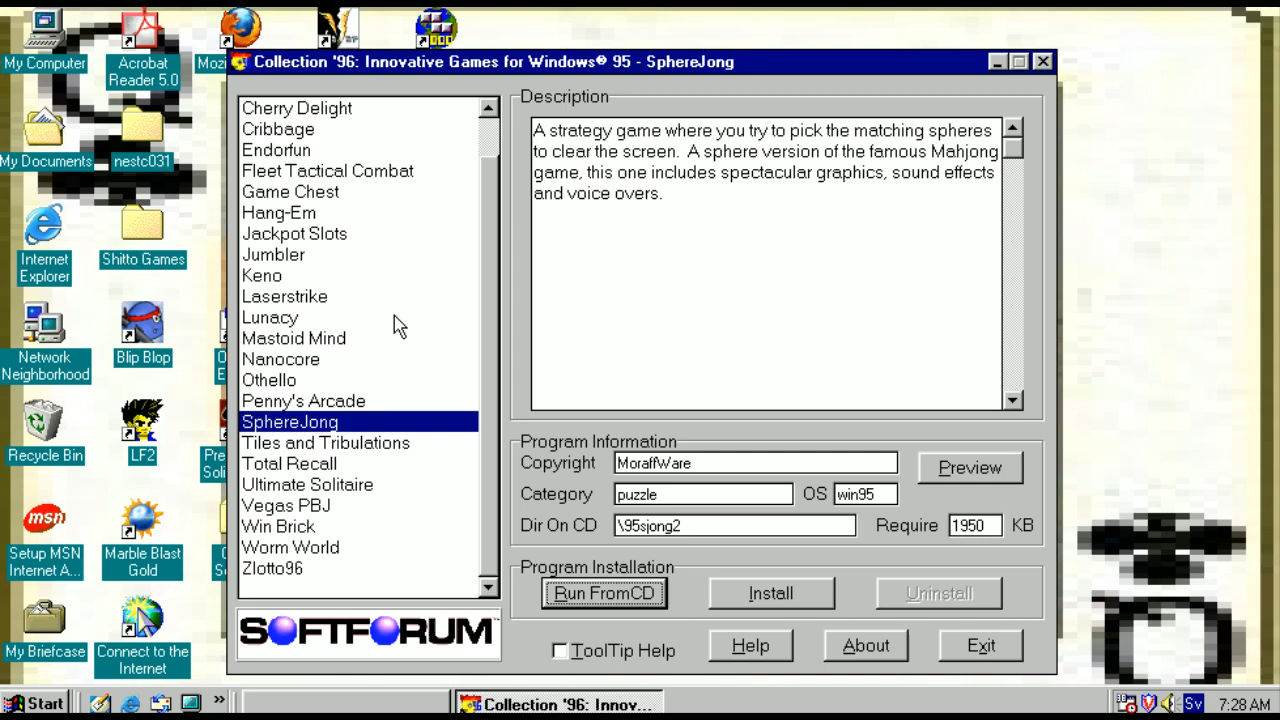 Collection '96: Innovative Games for Windows® 95 - SphereJong
My Computer
Acrobat
Reader 5.0
My Documents
nestc031
Internet
Explorer
Shitto Games
Network
Neighborhood
Blip Blop
Recycle Bin
LF2
Setup MSN
Internet A...
Marble Blast
Gold
My Briefcase
Connect to the
Internet
Cherry Delight
Cribbage
Endorfun
Fleet Tactical Combat
Game Chest
Hang-Em
Jackpot Slots
Jumbler
Keno
Laserstrike
Lunacy
Mastoid Mind
Nanocore
Othello
Penny's Arcade
SphereJong
Tiles and Tribulations
Total Recall
Ultimate Solitaire
Vegas PBJ
Win Brick
Worm World
Zlotto96
SOFTFORUM
Description
A strategy game where you try to pick the matching spheres
to clear the screen. A sphere version of the famous Mahjong
game, this one includes spectacular graphics, sound effects
and voice overs.
Program Information
Copyright MoraffWare Preview
Category puzzle OS win95
Dir On CD \95sjong2 Require 1950 KB
Program Installation
Run FromCD Install Uninstall
ToolTip Help Help About Exit
msn
Start » Collection '96: Innov... Sv 7:28 AM